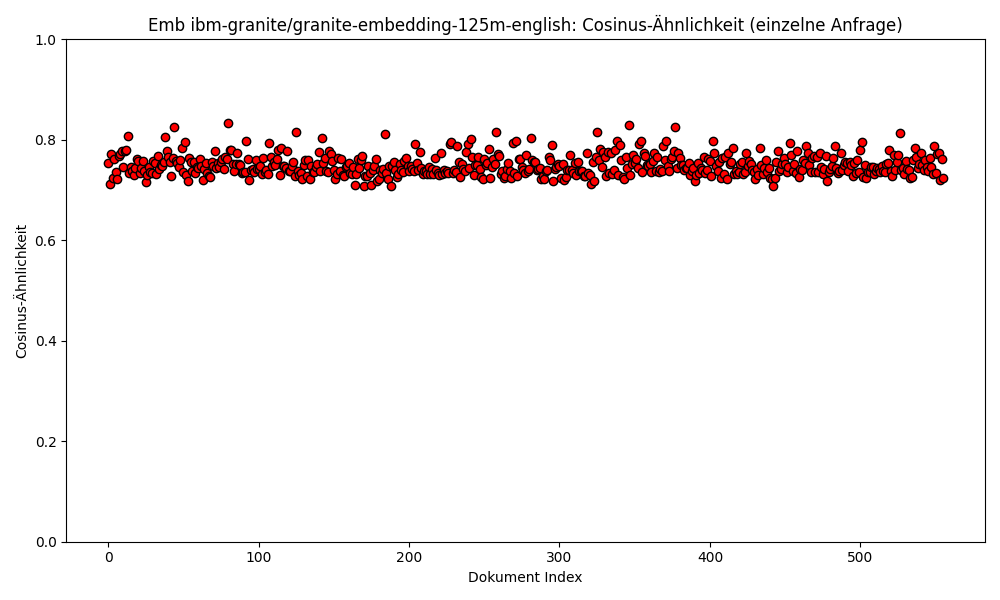 Emb ibm-granite/granite-embedding-125m-english: Cosinus-Ähnlichkeit (einzelne Anfrage)
1.0
0.8
0.6
0.4
0.2
0.0
Cosinus-Ähnlichkeit
0 100 200 300 400 500
Dokument Index